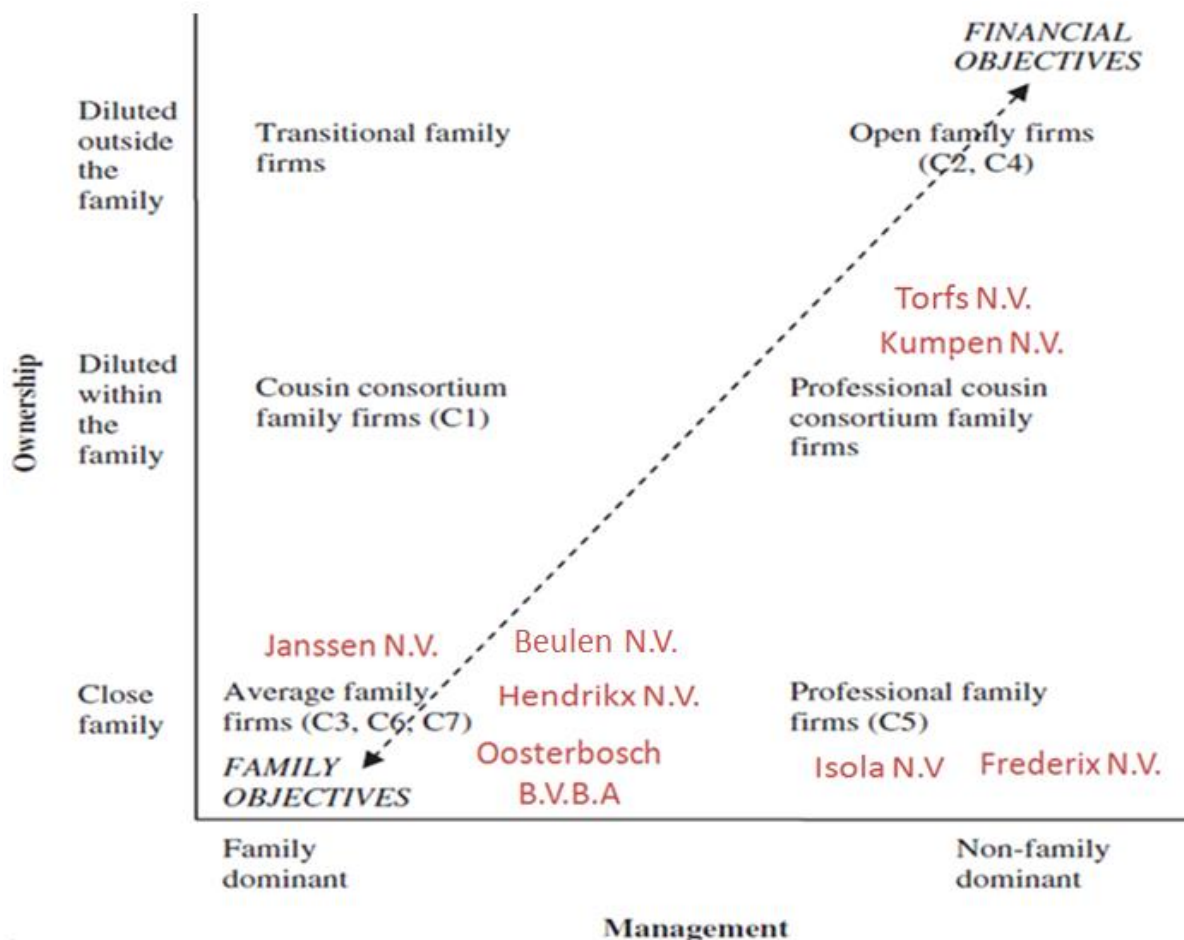 FINANCIAL
OBJECTIVES
Diluted
outside
the
family
Transitional family
firms
Open family firms
(C2, C4)
Torfs N.V.
Kumpen N.V.
Ownership
Diluted
within
the
family
Cousin consortium
family firms (C1)
Professional cousin
consortium family
firms
Janssen N.V.
Beulen N.V.
Close
family
Average family
firms (C3, C6, C7)
Hendrikx N.V.
Professional family
firms (C5)
Oosterbosch
B.V.B.A
Isola N.V
Frederix N.V.
FAMILY
OBJECTIVES
Family
dominant
Non-family
dominant
Management